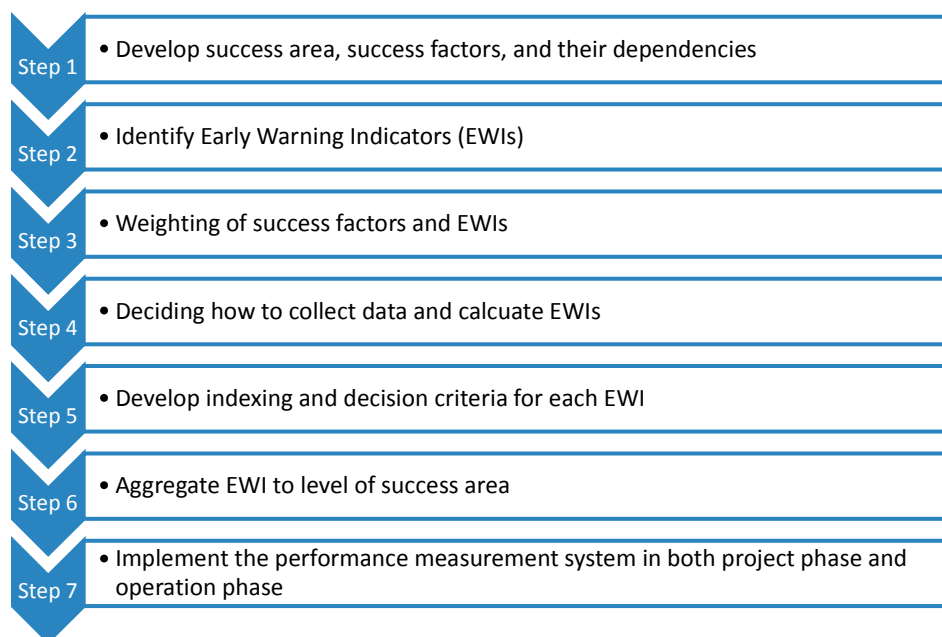 Step 1
• Develop success area, success factors, and their dependencies
Step 2
• Identify Early Warning Indicators (EWIs)
Step 3
• Weighting of success factors and EWIs
Step 4
• Deciding how to collect data and calcuate EWIs
Step 5
• Develop indexing and decision criteria for each EWI
Step 6
• Aggregate EWI to level of success area
Step 7
• Implement the performance measurement system in both project phase and
operation phase